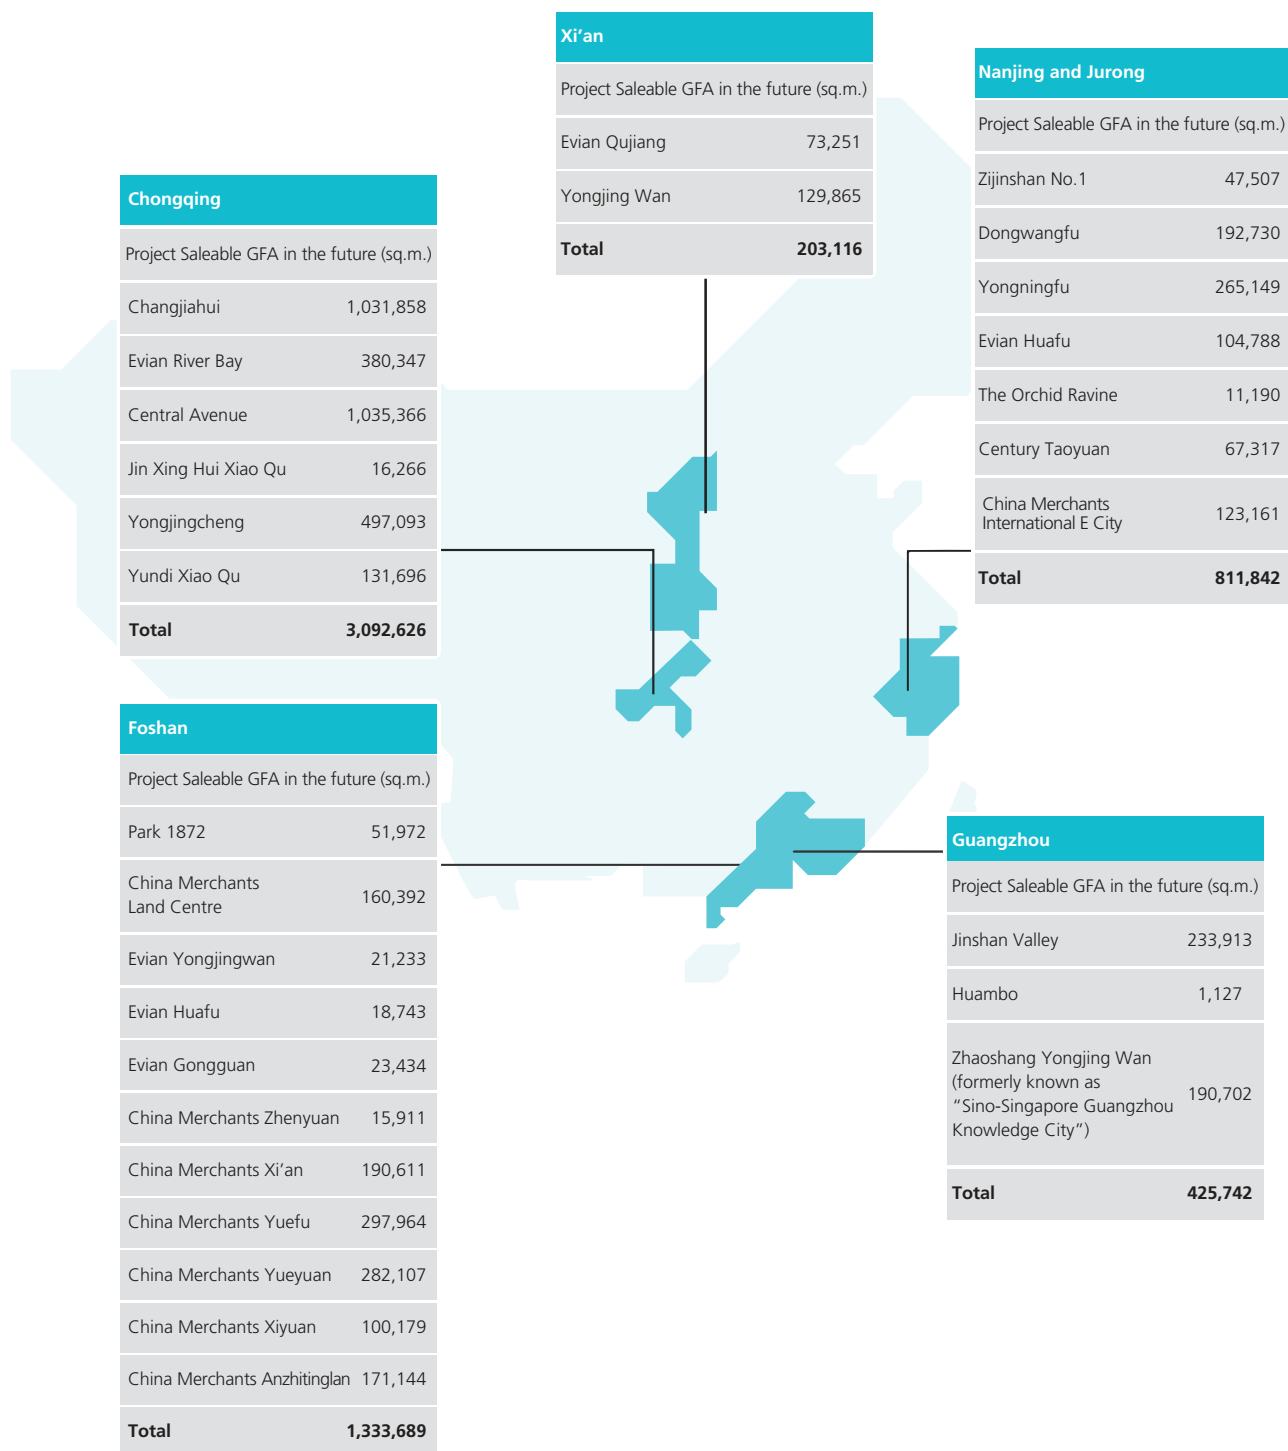 Xi’an
Project Saleable GFA in the future (sq.m.)
Evian Qujiang 73,251
Yongjing Wan 129,865
Total 203,116
Nanjing and Jurong
Project Saleable GFA in the future (sq.m.)
Zijinshan No.1 47,507
Dongwangfu 192,730
Yongningfu 265,149
Evian Huafu 104,788
The Orchid Ravine 11,190
Century Taoyuan 67,317
China Merchants
International E City 123,161
Total 811,842
Chongqing
Project Saleable GFA in the future (sq.m.)
Changjiahui 1,031,858
Evian River Bay 380,347
Central Avenue 1,035,366
Jin Xing Hui Xiao Qu 16,266
Yongjingcheng 497,093
Yundi Xiao Qu 131,696
Total 3,092,626
Foshan
Project Saleable GFA in the future (sq.m.)
Park 1872 51,972
China Merchants
Land Centre 160,392
Evian Yongjingwan 21,233
Evian Huafu 18,743
Evian Gongguan 23,434
China Merchants Zhenyuan 15,911
China Merchants Xi’an 190,611
China Merchants Yuefu 297,964
China Merchants Yueyuan 282,107
China Merchants Xiyuan 100,179
China Merchants Anzhitinglan 171,144
Total 1,333,689
Guangzhou
Project Saleable GFA in the future (sq.m.)
Jinshan Valley 233,913
Huambo 1,127
Zhaoshang Yongjing Wan
(formerly known as
“Sino-Singapore Guangzhou 190,702
Knowledge City”)
Total 425,742